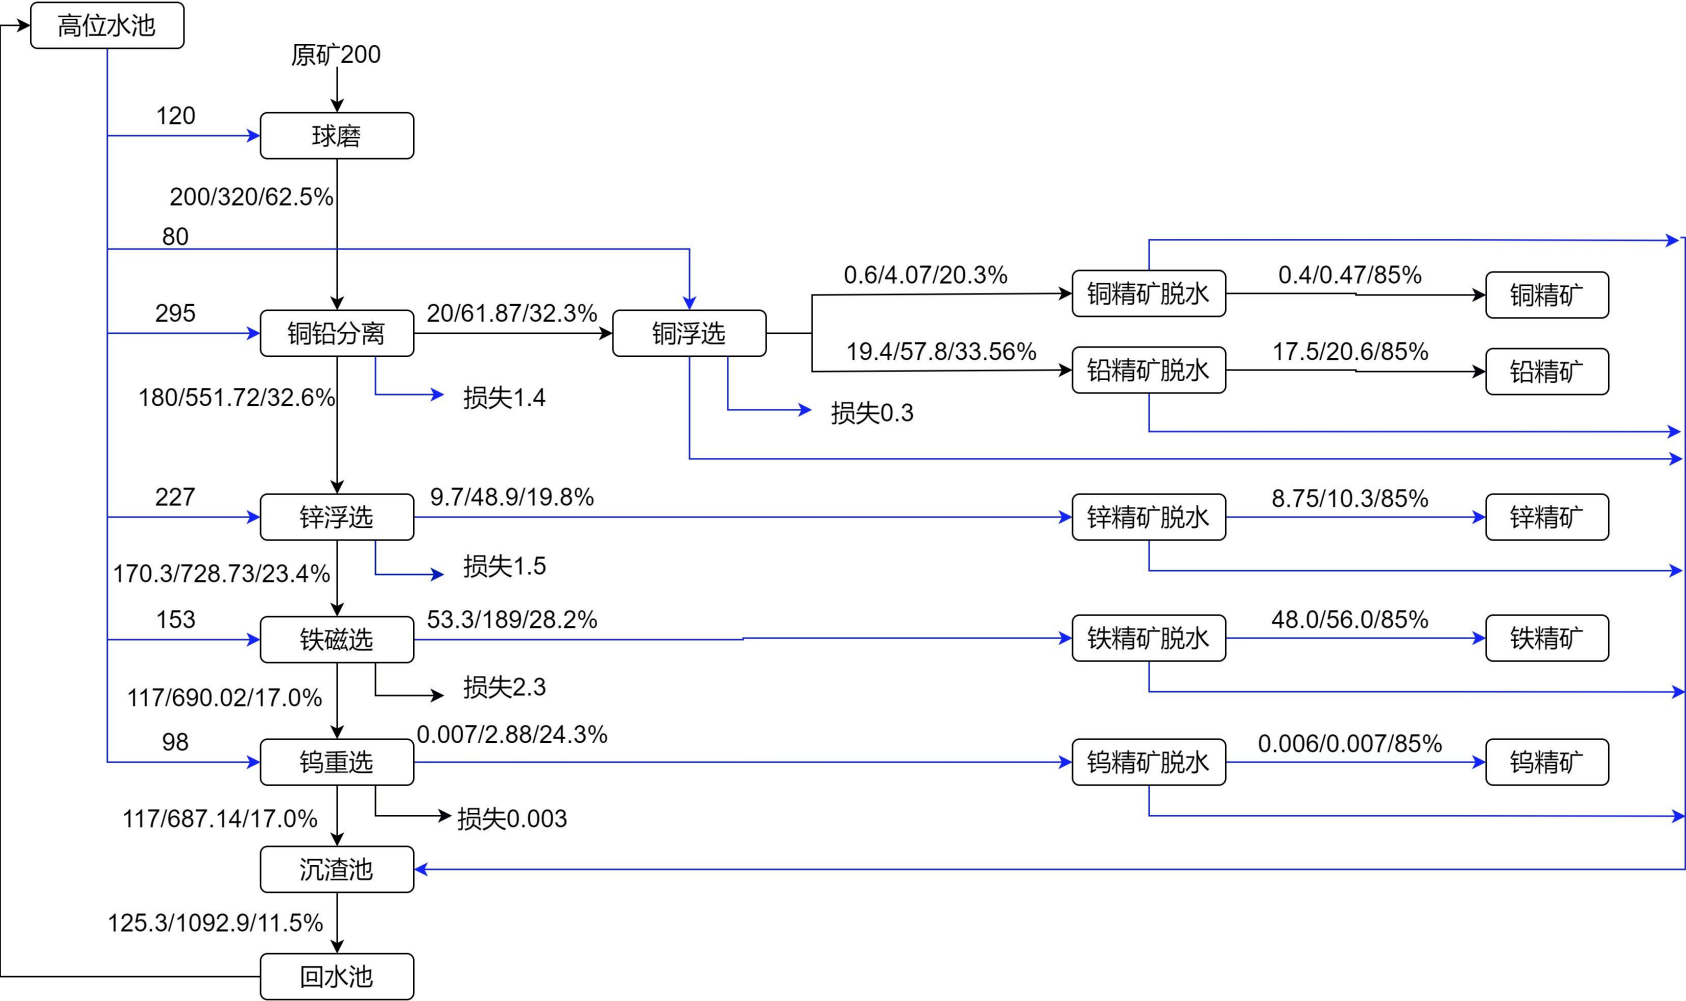 高位水池
原矿200
120
球磨
200/320/62.5%
80
0.6/4.07/20.3%
铜精矿脱水
0.4/0.47/85%
铜精矿
295
铜铅分离
20/61.87/32.3%
铜浮选
19.4/57.8/33.56%
铅精矿脱水
17.5/20.6/85%
铅精矿
180/551.72/32.6%
损失1.4
损失0.3
227
锌浮选
9.7/48.9/19.8%
锌精矿脱水
8.75/10.3/85%
锌精矿
170.3/728.73/23.4%
损失1.5
153
铁磁选
53.3/189/28.2%
铁精矿脱水
48.0/56.0/85%
铁精矿
117/690.02/17.0%
损失2.3
98
钨重选
0.007/2.88/24.3%
钨精矿脱水
0.006/0.007/85%
钨精矿
117/687.14/17.0%
损失0.003
沉渣池
125.3/1092.9/11.5%
回水池